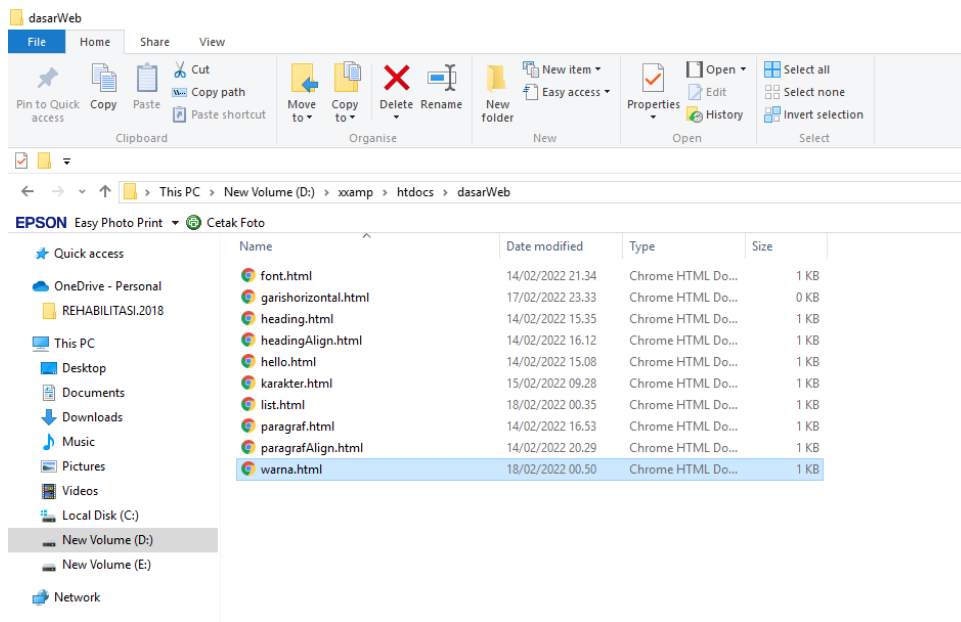 dasarWeb
File Home Share View
Pin to Quick access Copy Paste Cut Copy path Paste shortcut
Move to Copy to Delete Rename New folder New item Easy access Properties Open Edit History Select all Select none Invert selection
Clipboard Organise New Open Select
This PC > New Volume (D:) > xxamp > htdocs > dasarWeb
EPSON Easy Photo Print Cetak Foto
Quick access
OneDrive - Personal
REHABILITASI.2018
This PC
Desktop
Documents
Downloads
Music
Pictures
Videos
Local Disk (C:)
New Volume (D:)
New Volume (E:)
Network
Name Date modified Type Size
font.html 14/02/2022 21.34 Chrome HTML Do... 1 KB
garishorizontal.html 17/02/2022 23.33 Chrome HTML Do... 0 KB
heading.html 14/02/2022 15.35 Chrome HTML Do... 1 KB
headingAlign.html 14/02/2022 16.12 Chrome HTML Do... 1 KB
hello.html 14/02/2022 15.08 Chrome HTML Do... 1 KB
karakter.html 15/02/2022 09.28 Chrome HTML Do... 1 KB
list.html 18/02/2022 00.35 Chrome HTML Do... 1 KB
paragraf.html 14/02/2022 16.53 Chrome HTML Do... 1 KB
paragrafAlign.html 14/02/2022 20.29 Chrome HTML Do... 1 KB
warna.html 18/02/2022 00.50 Chrome HTML Do... 1 KB